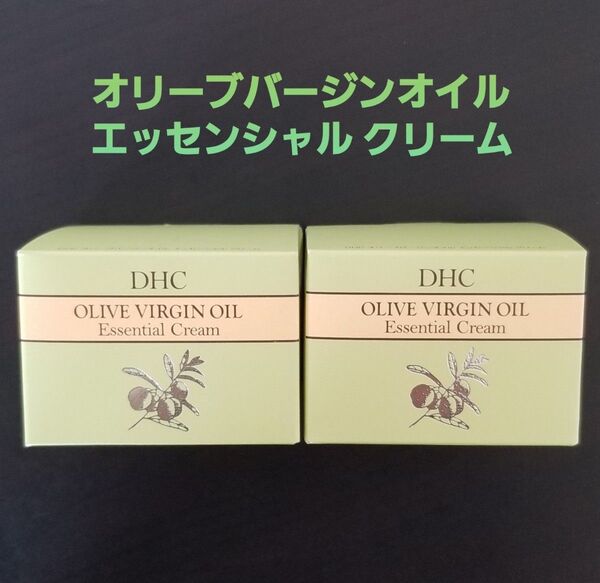 オリーブバージンオイル
エッセンシャル クリーム
DHC
OLIVE VIRGIN OIL
Essential Cream
DHC
OLIVE VIRGIN OIL
Essential Cream